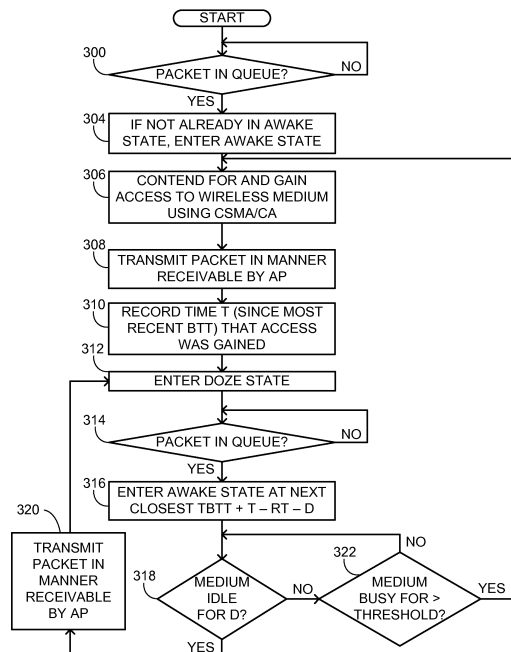 START
300
PACKET IN QUEUE?
NO
YES
304
IF NOT ALREADY IN AWAKE
STATE, ENTER AWAKE STATE
306
CONTEND FOR AND GAIN
ACCESS TO WIRELESS MEDIUM
USING CSMA/CA
308
TRANSMIT PACKET IN MANNER
RECEIVABLE BY AP
310
RECORD TIME T (SINCE MOST
RECENT BTT) THAT ACCESS
WAS GAINED
312
ENTER DOZE STATE
314
PACKET IN QUEUE?
NO
YES
316
ENTER AWAKE STATE AT NEXT
CLOSEST TBTT + T – RT – D
320
TRANSMIT
PACKET IN
MANNER
RECEIVABLE
BY AP
318
MEDIUM
IDLE
FOR D?
NO
YES
322
NO
MEDIUM
BUSY FOR >
THRESHOLD?
YES